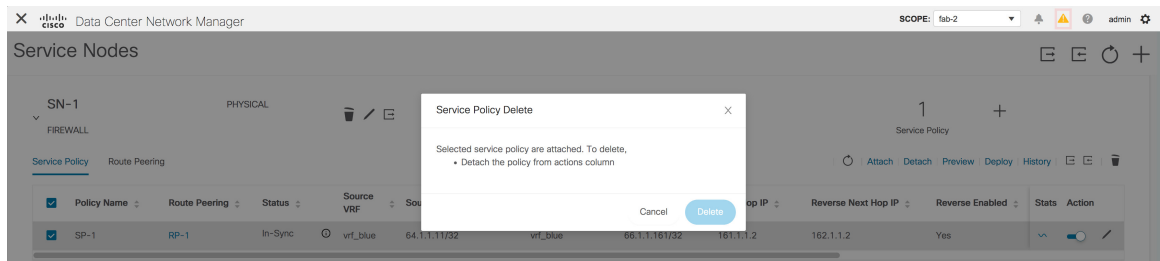 cisco Data Center Network Manager SCOPE: fab-2 admin
Service Nodes
SN-1 PHYSICAL Service Policy Delete 1
FIREWALL Service Policy
Selected service policy are attached. To delete,
Service Policy Route Peering • Detach the policy from actions column Attach Detach Preview Deploy History
Policy Name Route Peering Status Source VRF Sou op IP Reverse Next Hop IP Reverse Enabled Stats Action
Cancel Delete
SP-1 RP-1 In-Sync vrf_blue 64.1.1.11/32 vrf_blue 66.1.1.161/32 161.1.1.2 162.1.1.2 Yes